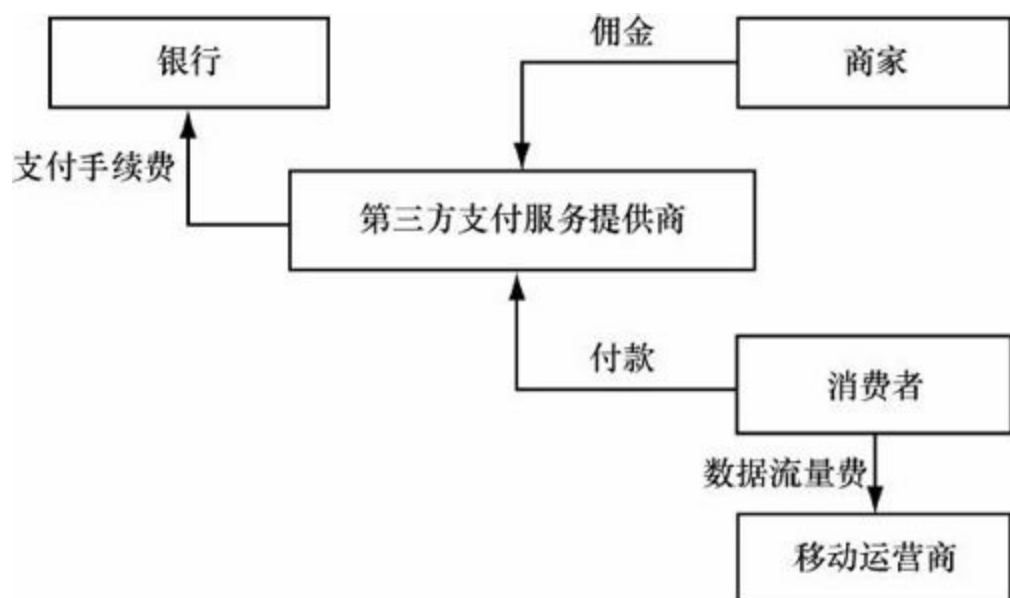 佣金
银行
商家
支付手续费
第三方支付服务提供商
付款
消费者
数据流量费
移动运营商